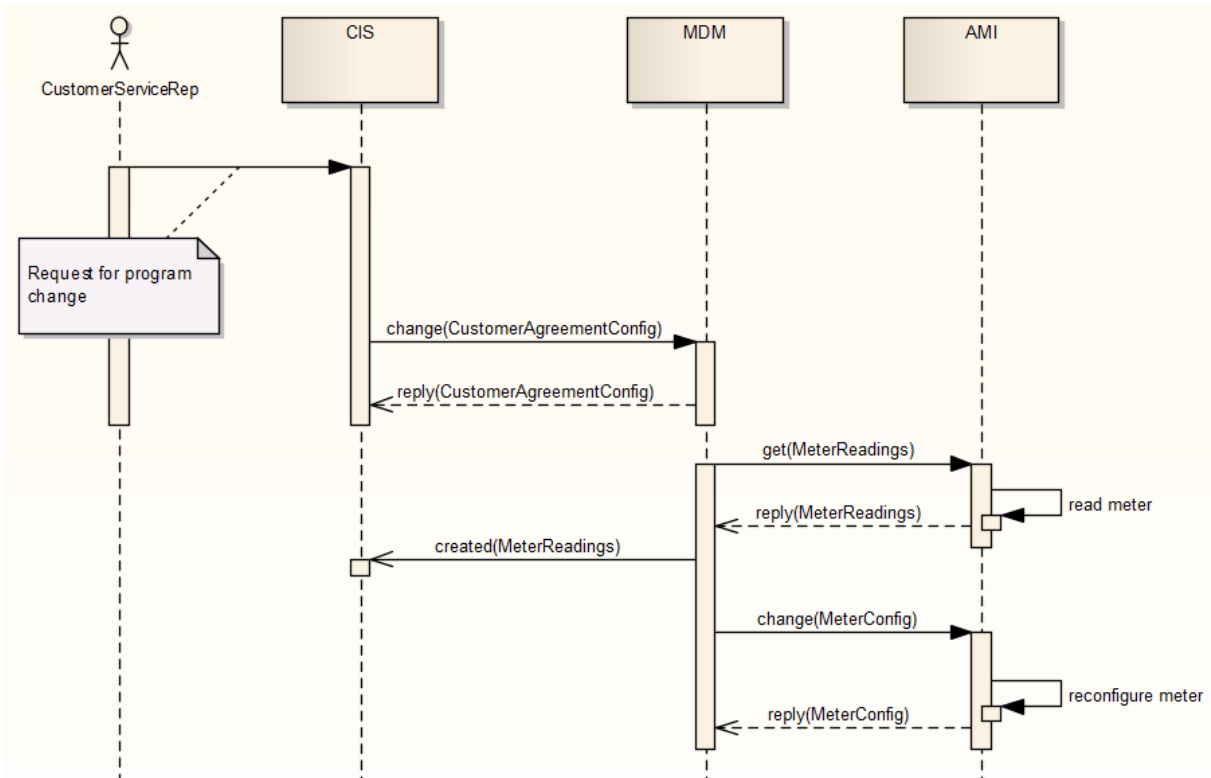 CIS
MDM
AMI
CustomerServiceRep
Request for program
change
change(CustomerAgreementConfig)
reply(CustomerAgreementConfig)
get(MeterReadings)
read meter
reply(MeterReadings)
created(MeterReadings)
change(MeterConfig)
reconfigure meter
reply(MeterConfig)